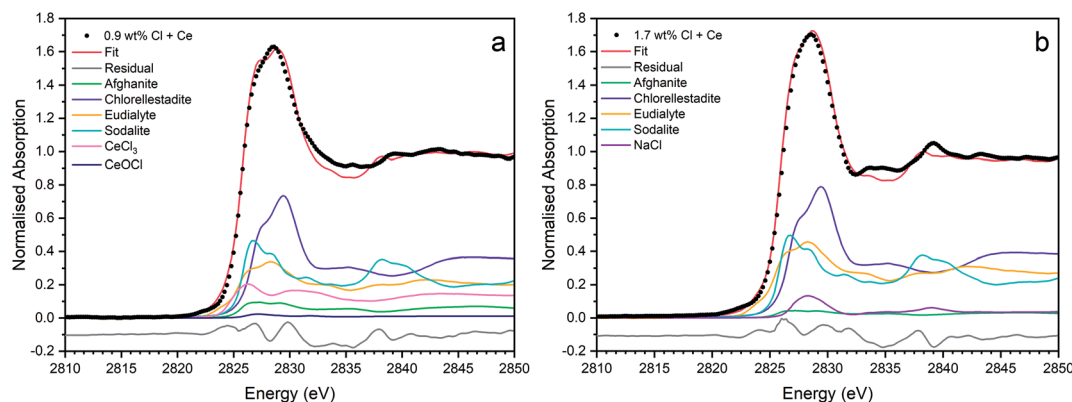 a
0.9 wt% Cl + Ce
Fit
Residual
Afghanite
Chlorellestadite
Eudialyte
Sodalite
CeCl3
CeOCl
Normalised Absorption
1.8
1.6
1.4
1.2
1.0
0.8
0.6
0.4
0.2
0.0
-0.2
2810 2815 2820 2825 2830 2835 2840 2845 2850
Energy (eV)
b
1.7 wt% Cl + Ce
Fit
Residual
Afghanite
Chlorellestadite
Eudialyte
Sodalite
NaCl
Normalised Absorption
1.8
1.6
1.4
1.2
1.0
0.8
0.6
0.4
0.2
0.0
-0.2
2810 2815 2820 2825 2830 2835 2840 2845 2850
Energy (eV)